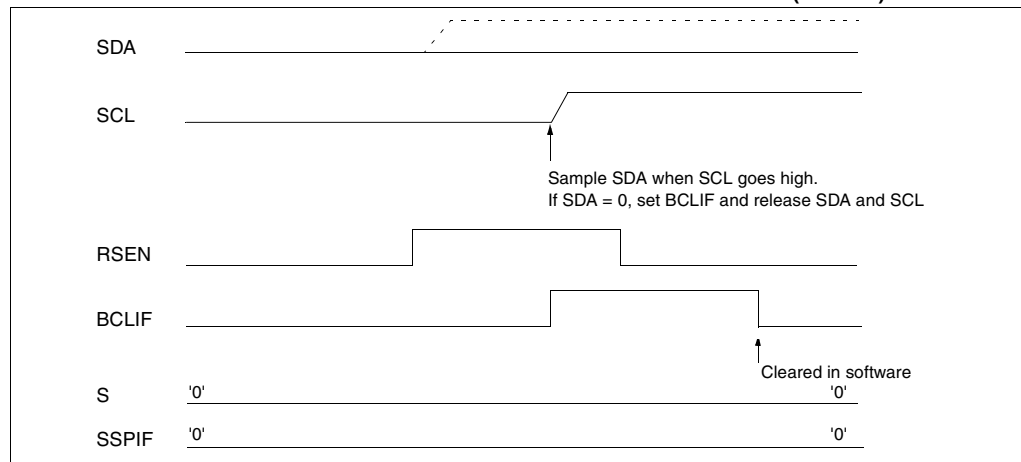 SDA
SCL
Sample SDA when SCL goes high.
If SDA = 0, set BCLIF and release SDA and SCL
RSEN
BCLIF
Cleared in software
S '0' '0'
SSPIF '0' '0'